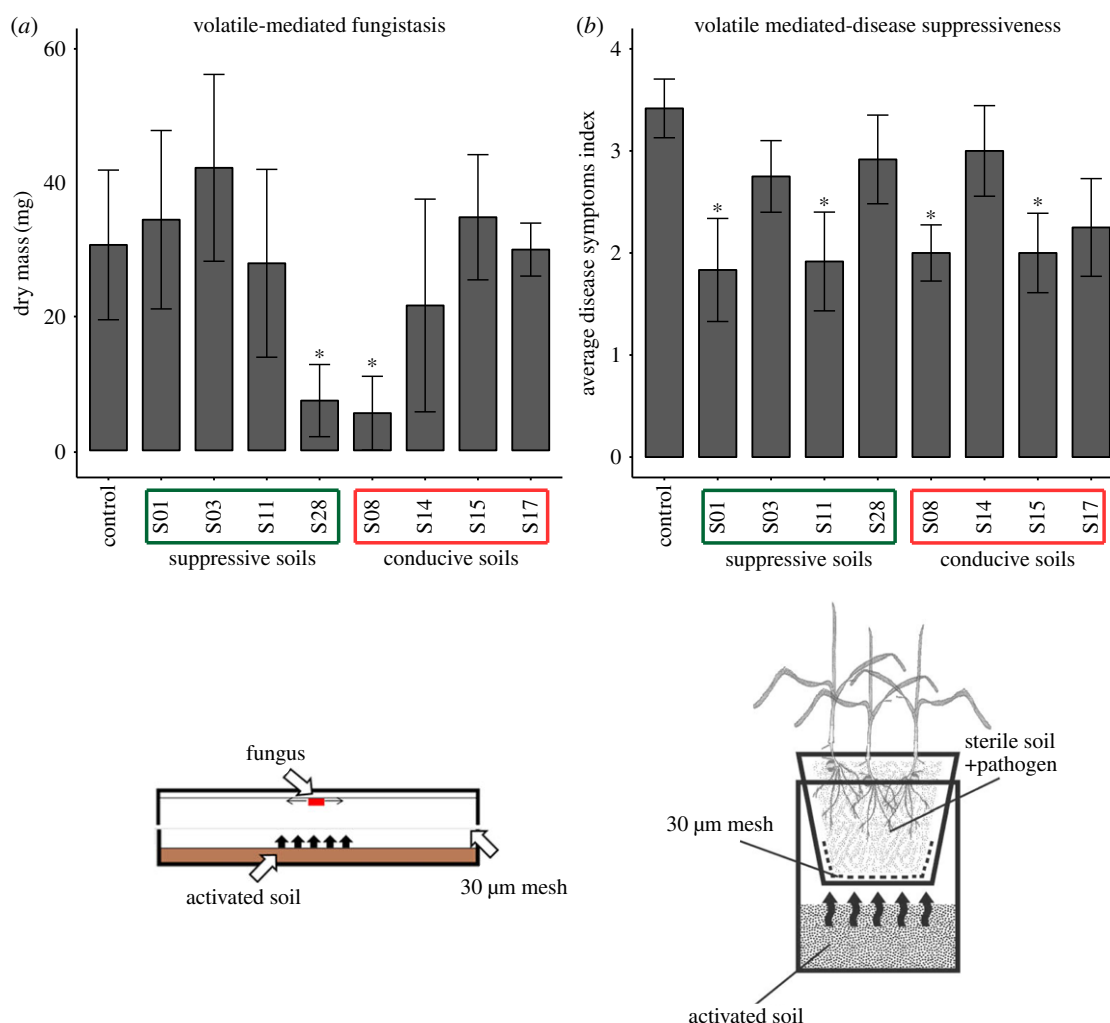 (a) volatile-mediated fungistasis
60
40
20
0
dry mass (mg)
*
*
control
S01
S03
S11
S28
S08
S14
S15
S17
suppressive soils
conducive soils
(b) volatile mediated-disease suppressiveness
4
3
2
1
0
average disease symptoms index
*
*
*
*
control
S01
S03
S11
S28
S08
S14
S15
S17
suppressive soils
conducive soils
fungus
activated soil
30 µm mesh
sterile soil
+pathogen
30 µm mesh
activated soil